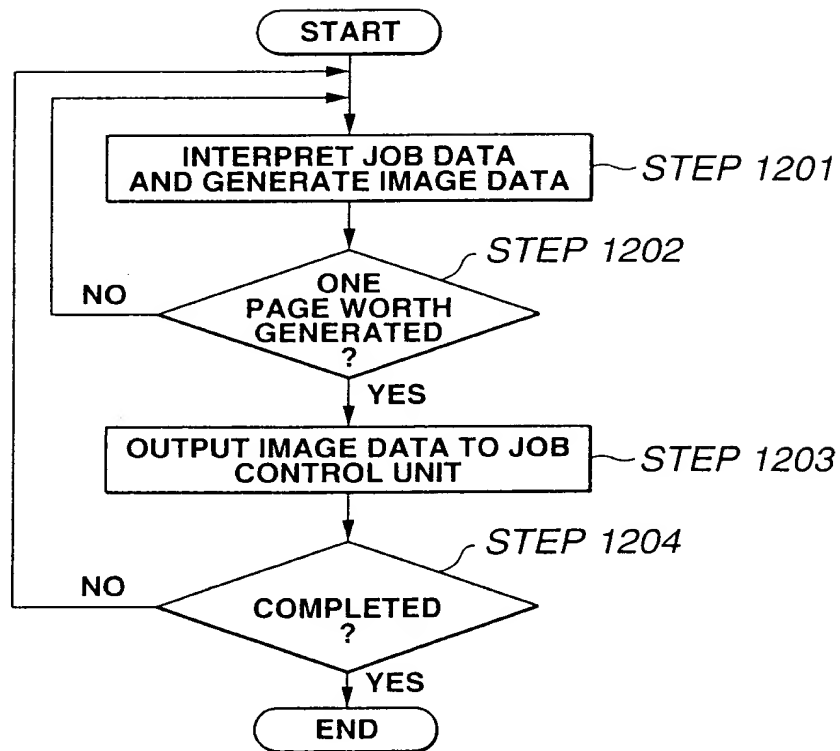 START
INTERPRET JOB DATA
AND GENERATE IMAGE DATA
STEP 1201
STEP 1202
NO
ONE
PAGE WORTH
GENERATED
?
YES
OUTPUT IMAGE DATA TO JOB
CONTROL UNIT
STEP 1203
STEP 1204
NO
COMPLETED
?
YES
END